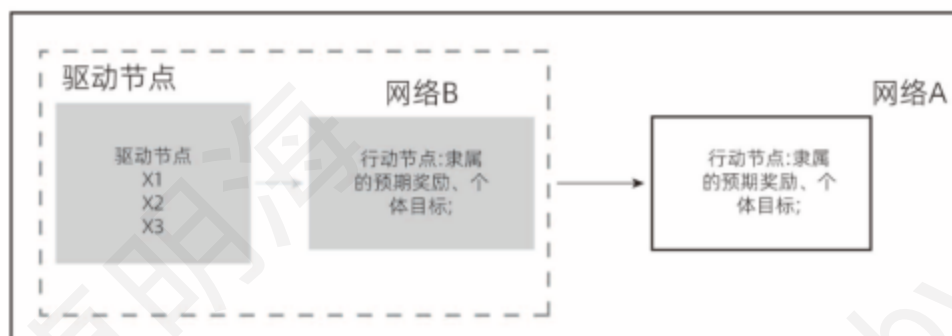 驱动节点
网络B
网络A
驱动节点
X1
X2
X3
行动节点:隶属
的预期奖励、个
体目标;
行动节点:隶属
的预期奖励、个
体目标;